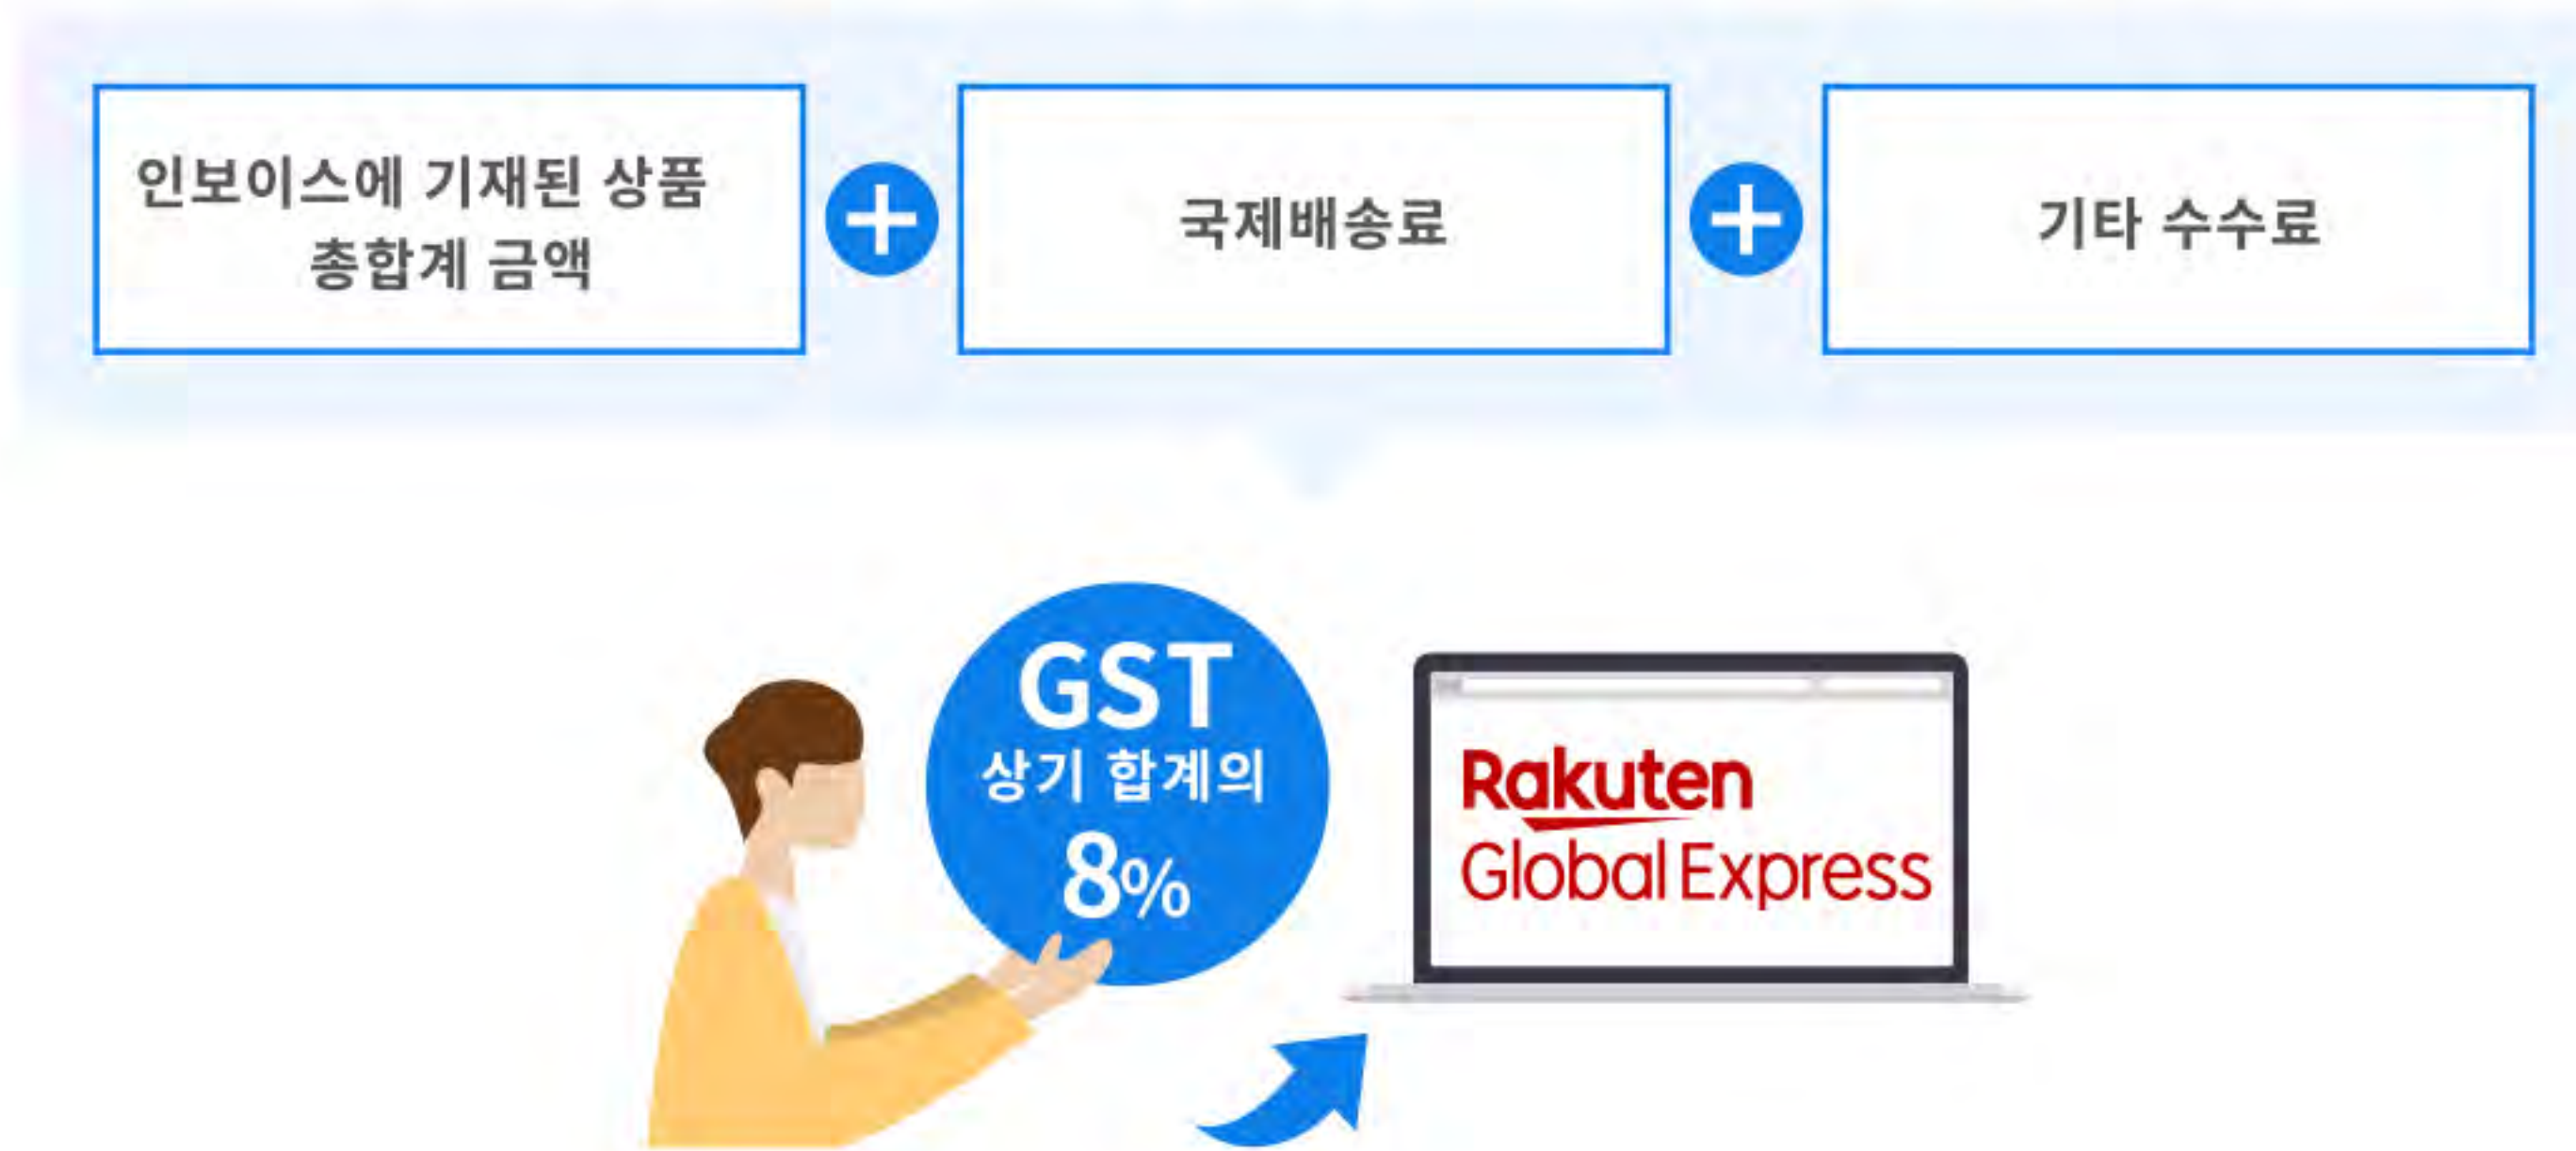 인보이스에 기재된 상품
총합계 금액
국제배송료
기타 수수료
GST
상기 합계의
8%
Rakuten
Global Express